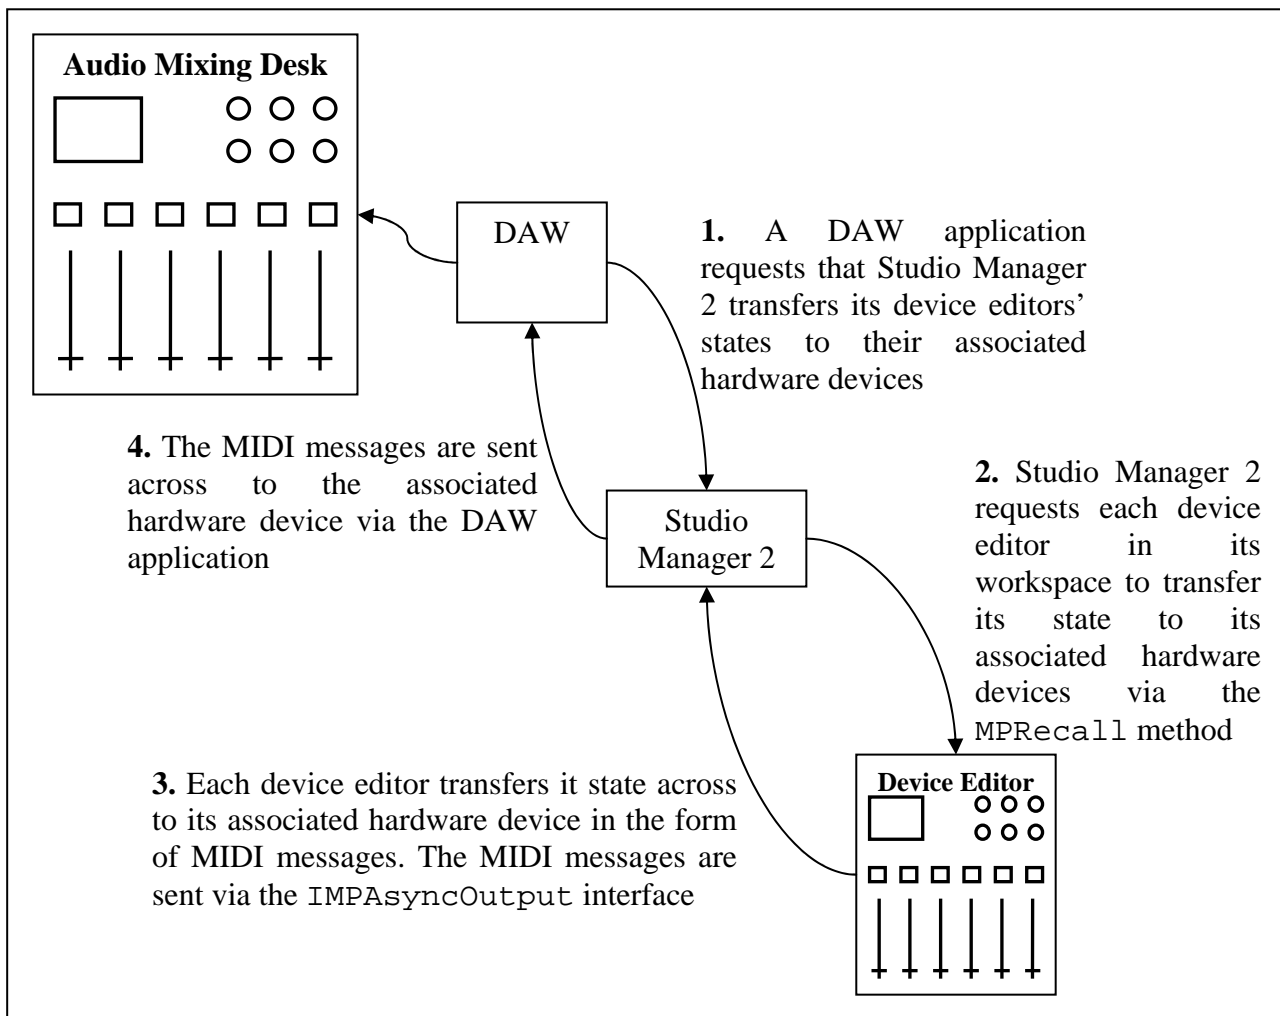 Audio Mixing Desk
DAW
1. A DAW application
requests that Studio Manager
2 transfers its device editors’
states to their associated
hardware devices
4. The MIDI messages are sent
across to the associated
hardware device via the DAW
application
Studio
Manager 2
2. Studio Manager 2
requests each device
editor in its
workspace to transfer
its state to its
associated hardware
devices via the
MPRecall method
3. Each device editor transfers it state across
to its associated hardware device in the form
of MIDI messages. The MIDI messages are
sent via the IMPAsyncOutput interface
Device Editor